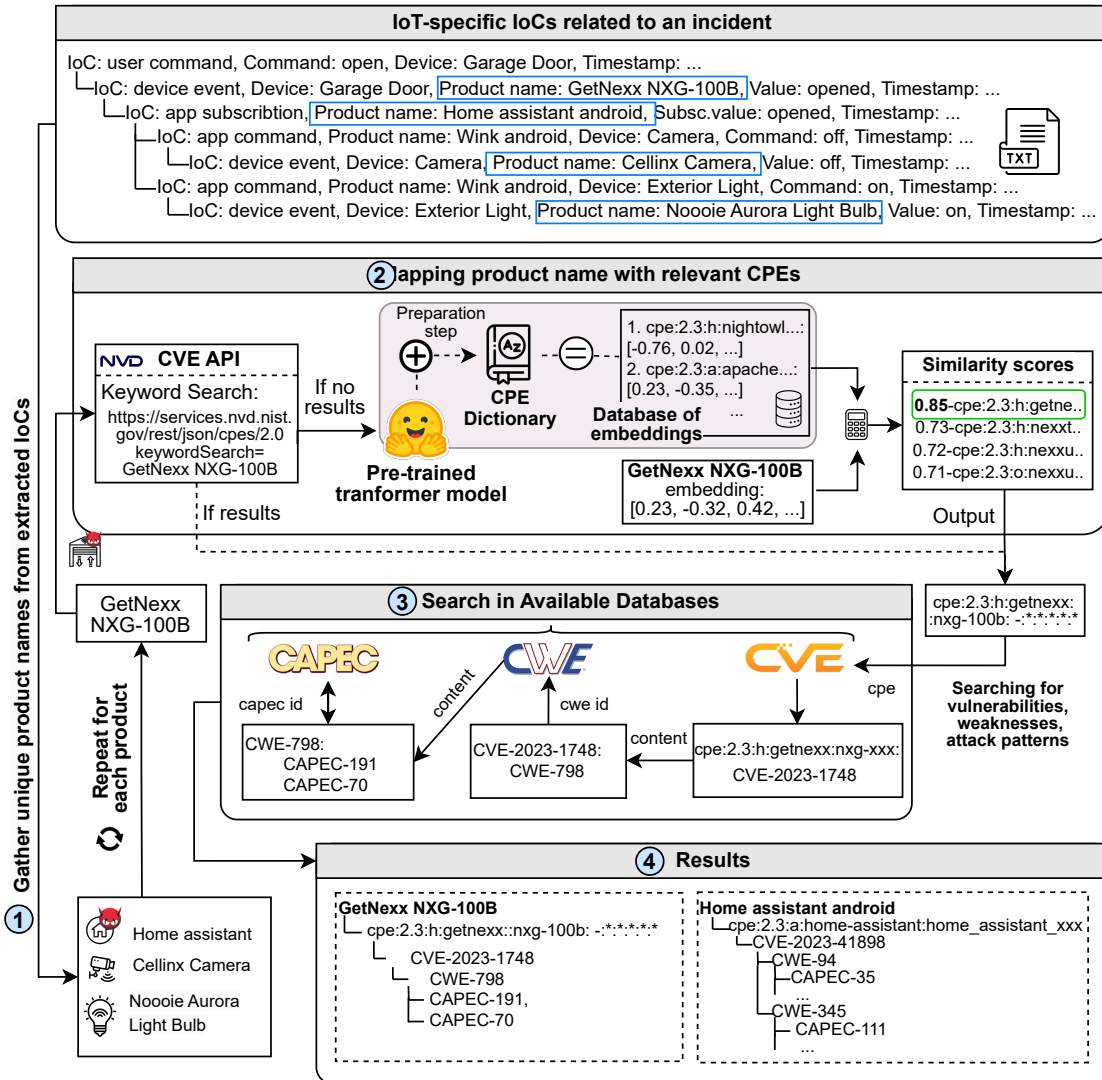 IoT-specific IoCs related to an incident
IoC: user command, Command: open, Device: Garage Door, Timestamp: ...
IoC: device event, Device: Garage Door, Product name: GetNexx NXG-100B, Value: opened, Timestamp: ...
IoC: app subscribtion, Product name: Home assistant android, Subsc.value: opened, Timestamp: ...
IoC: app command, Product name: Wink android, Device: Camera, Command: off, Timestamp: ...
IoC: device event, Device: Camera, Product name: Cellinx Camera, Value: off, Timestamp: ...
IoC: app command, Product name: Wink android, Device: Exterior Light, Command: on, Timestamp: ...
IoC: device event, Device: Exterior Light, Product name: Noooie Aurora Light Bulb, Value: on, Timestamp: ...
TXT
2
apping product name with relevant CPEs
NVD CVE API
Keyword Search:
https://services.nvd.nist.
gov/rest/json/cpes/2.0
keywordSearch=
GetNexx NXG-100B
If no
results
If results
Preparation
step
AZ
CPE
Dictionary
1. cpe:2.3:h:nightowl...:
[-0.76, 0.02, ...]
2. cpe:2.3:a:apache...:
[0.23, -0.35, ...]
...
Database of
embeddings
Pre-trained
tranformer model
GetNexx NXG-100B
embedding:
[0.23, -0.32, 0.42, ...]
Similarity scores
0.85-cpe:2.3:h:getne..
0.73-cpe:2.3:h:nexxt..
0.72-cpe:2.3:h:nexxu..
0.71-cpe:2.3:o:nexxu..
Output
cpe:2.3:h:getnexx:
:nxg-100b: -:*:*:*:*:*
Searching for
vulnerabilities,
weaknesses,
attack patterns
GetNexx
NXG-100B
Repeat for
each product
1 Gather unique product names from extracted IoCs
Home assistant
Cellinx Camera
Noooie Aurora
Light Bulb
3 Search in Available Databases
CAPEC
CWE
CVE
capec id
content
cwe id
content
cpe
CWE-798:
CAPEC-191
CAPEC-70
CVE-2023-1748:
CWE-798
cpe:2.3:h:getnexx:nxg-xxx:
CVE-2023-1748
4 Results
GetNexx NXG-100B
cpe:2.3:h:getnexx::nxg-100b: -:*:*:*:*:*
CVE-2023-1748
CWE-798
CAPEC-191,
CAPEC-70
Home assistant android
cpe:2.3:a:home-assistant:home_assistant_xxx
CVE-2023-41898
CWE-94
CAPEC-35
...
CWE-345
CAPEC-111
...